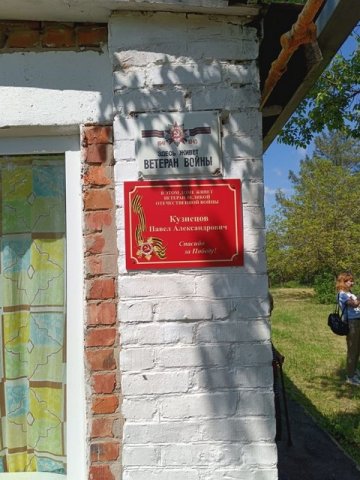 ЗДЕСЬ ЖИВЕТ
ВЕТЕРАН ВОЙНЫ
В ЭТОМ ДОМЕ ЖИВЕТ
ВЕТЕРАН ВЕЛИКОЙ
ОТЕЧЕСТВЕННОЙ ВОЙНЫ
Кузнецов
Павел Александрович
Спасибо
за Победу!